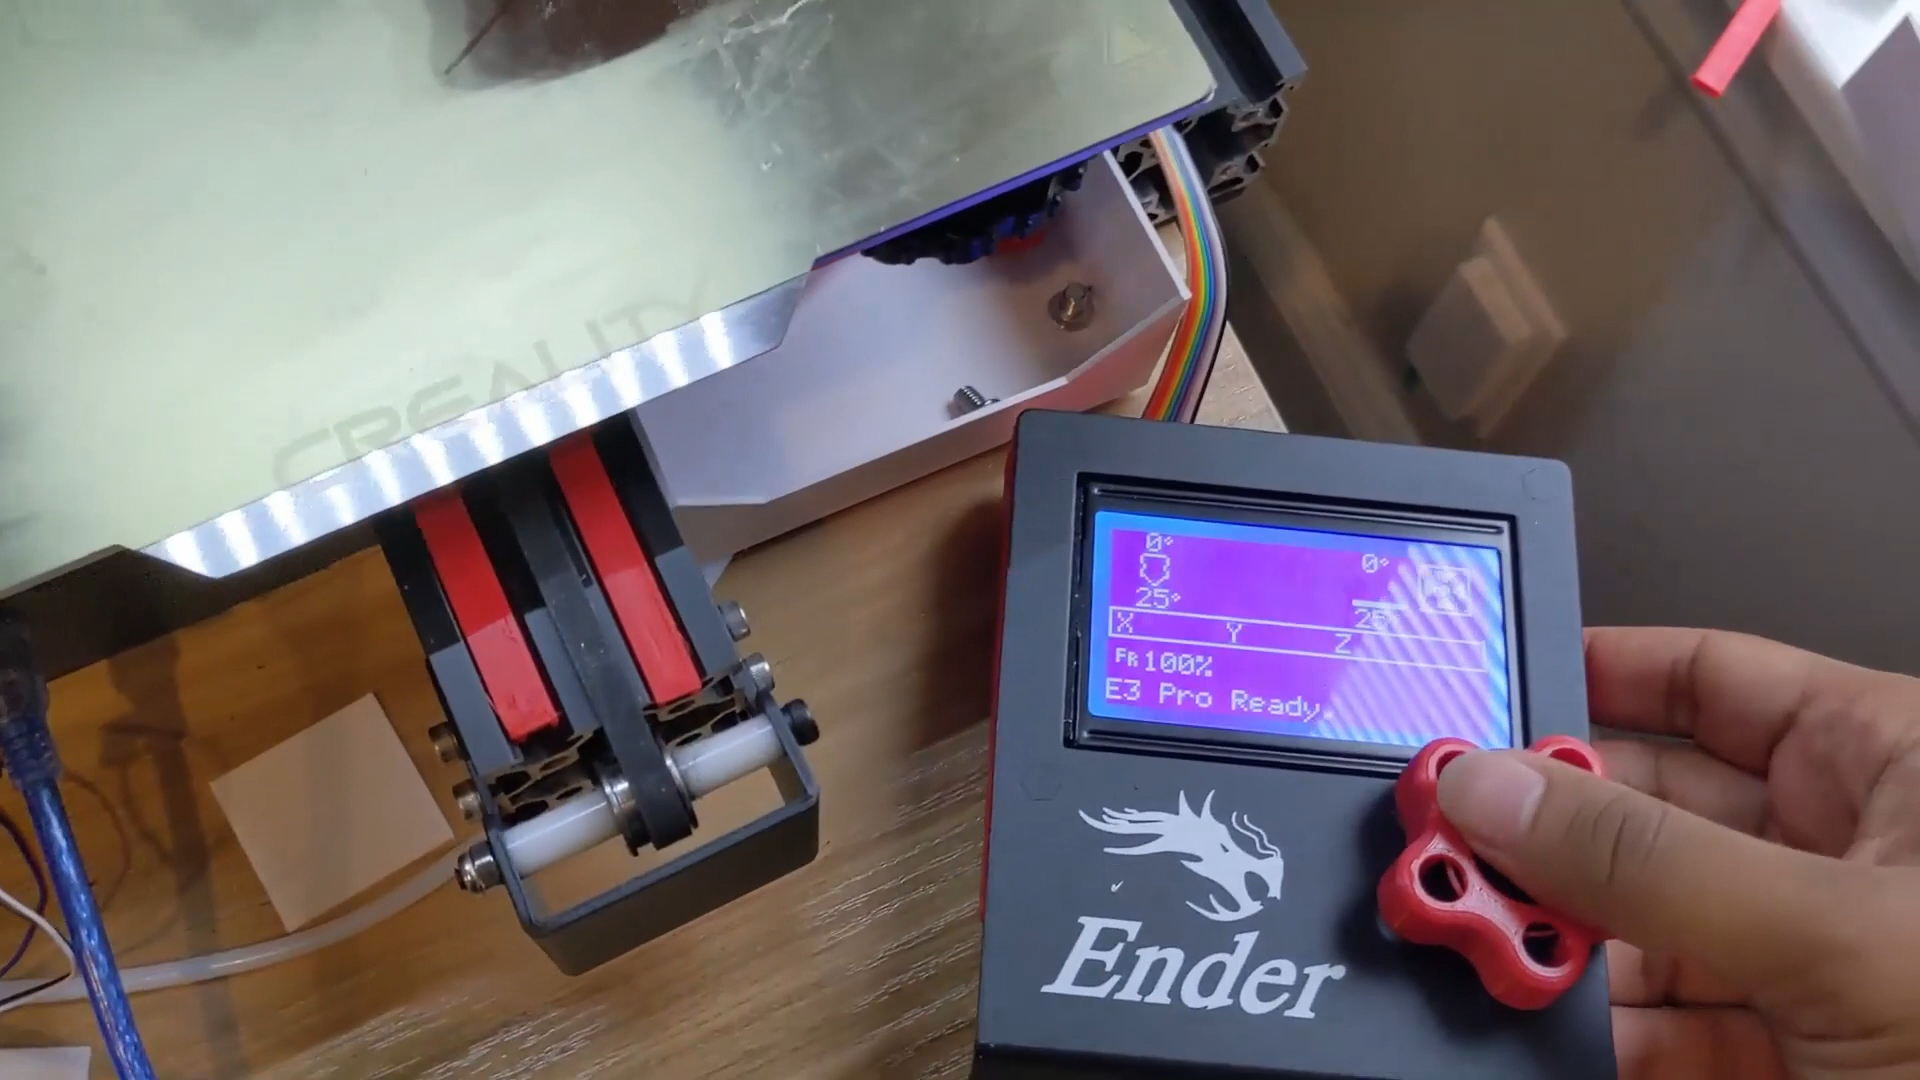 CREALITY
0°
0°
25°
25°
X Y Z
FR 100%
E3 Pro Ready.
Ender